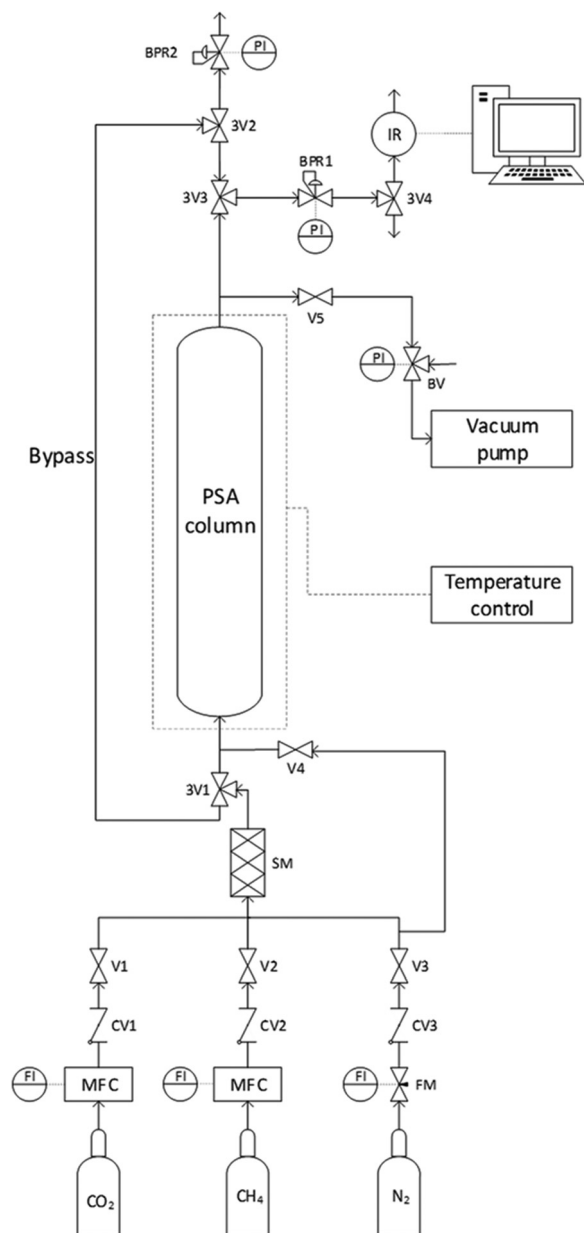 BPR2
PI
3V2
IR
BPR1
3V3
3V4
PI
V5
PI
BV
Bypass
Vacuum
pump
PSA
column
Temperature
control
V4
3V1
SM
V1
V2
V3
CV1
CV2
CV3
FI
MFC
FI
MFC
FI
FM
CO₂
CH₄
N₂